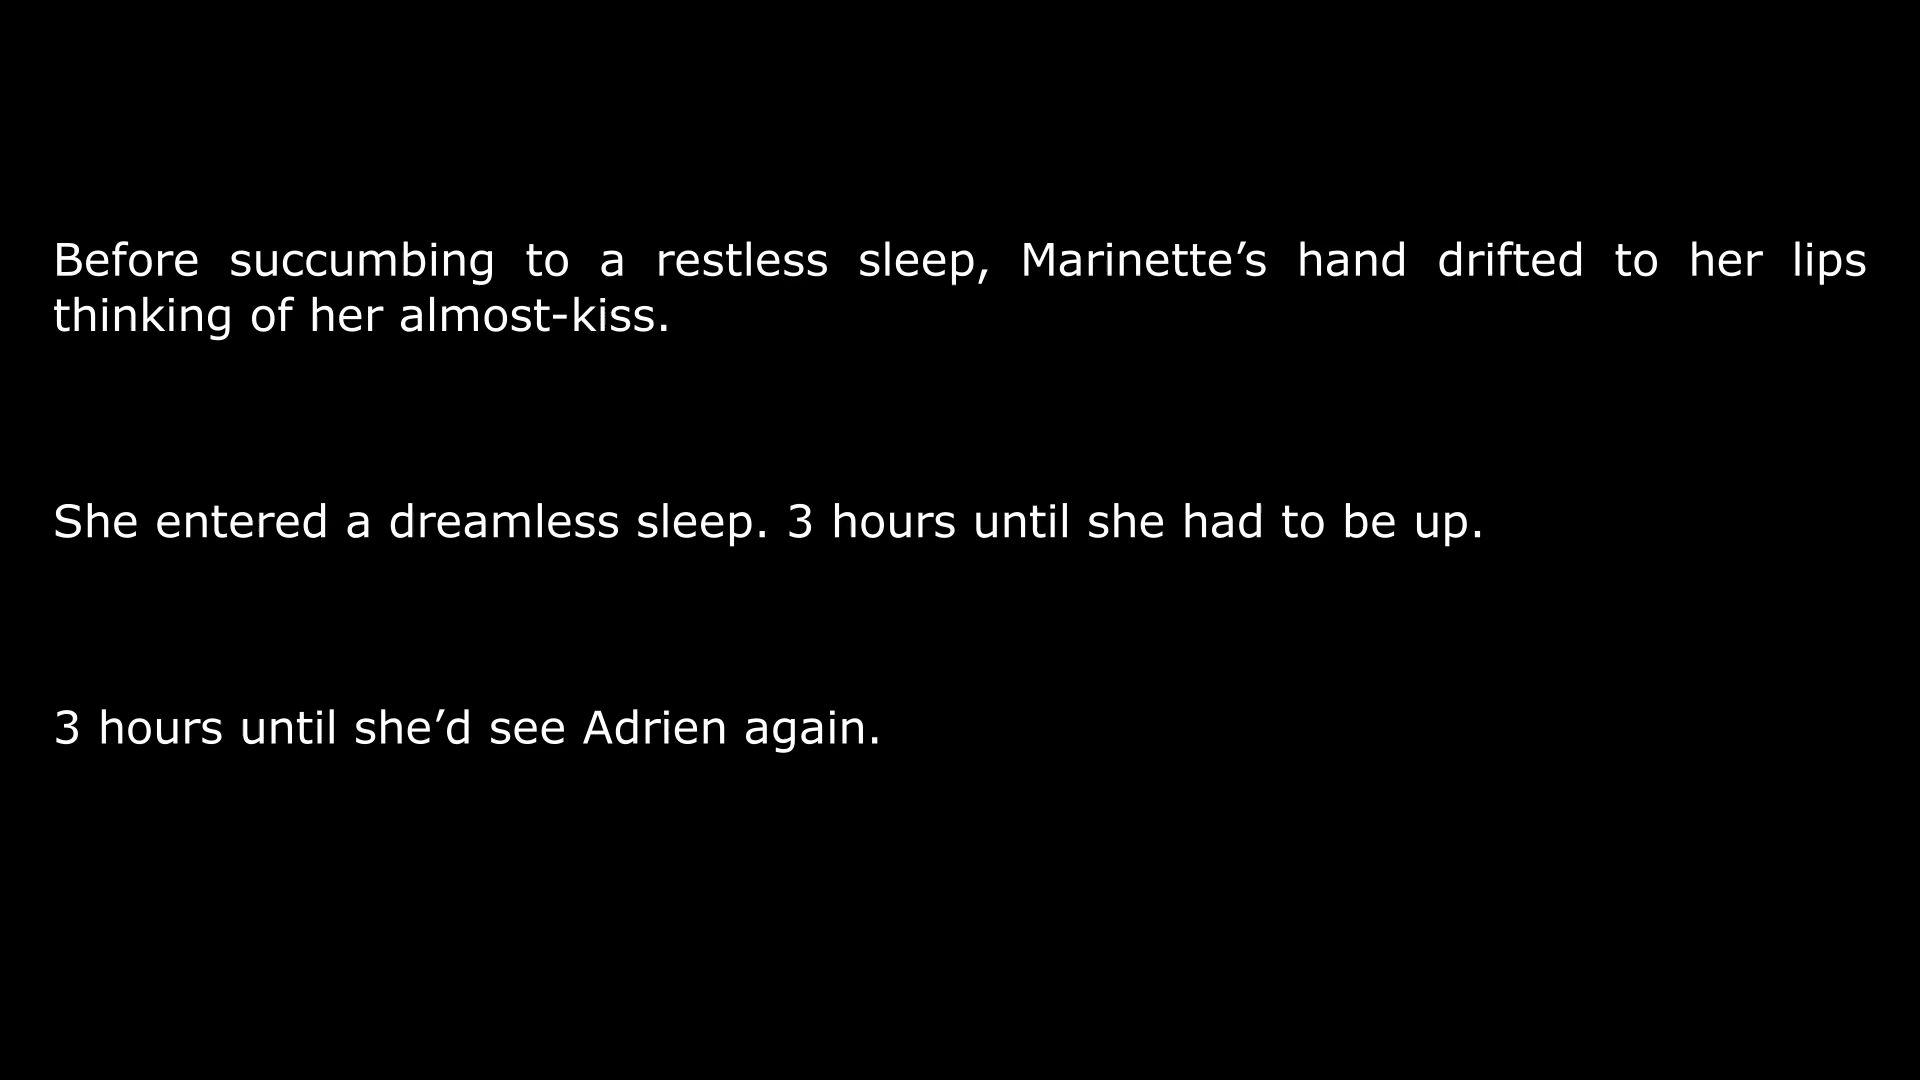 Before succumbing to a restless sleep, Marinette’s hand drifted to her lips
thinking of her almost-kiss.
She entered a dreamless sleep. 3 hours until she had to be up.
3 hours until she’d see Adrien again.